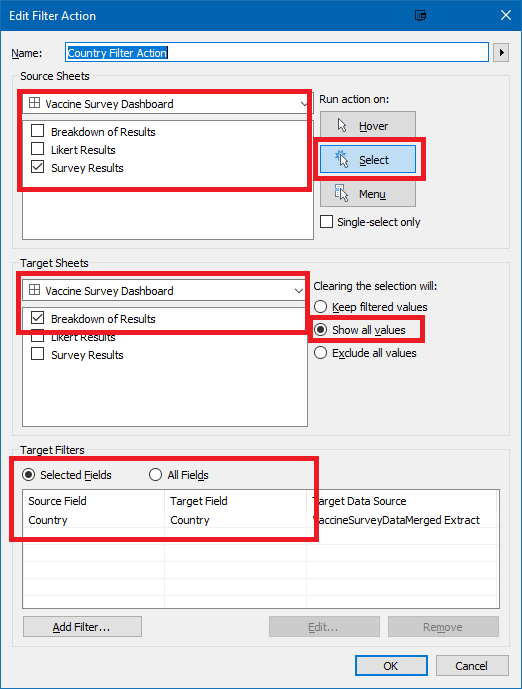 Edit Filter Action
Name: Country Filter Action
Source Sheets
Vaccine Survey Dashboard
Breakdown of Results
Likert Results
Survey Results
Run action on:
Hover
Select
Menu
Single-select only
Target Sheets
Vaccine Survey Dashboard
Breakdown of Results
Likert Results
Survey Results
Clearing the selection will:
Keep filtered values
Show all values
Exclude all values
Target Filters
Selected Fields All Fields
Source Field Target Field Target Data Source
Country Country VaccineSurveyDataMerged Extract
Add Filter... Edit... Remove
OK Cancel